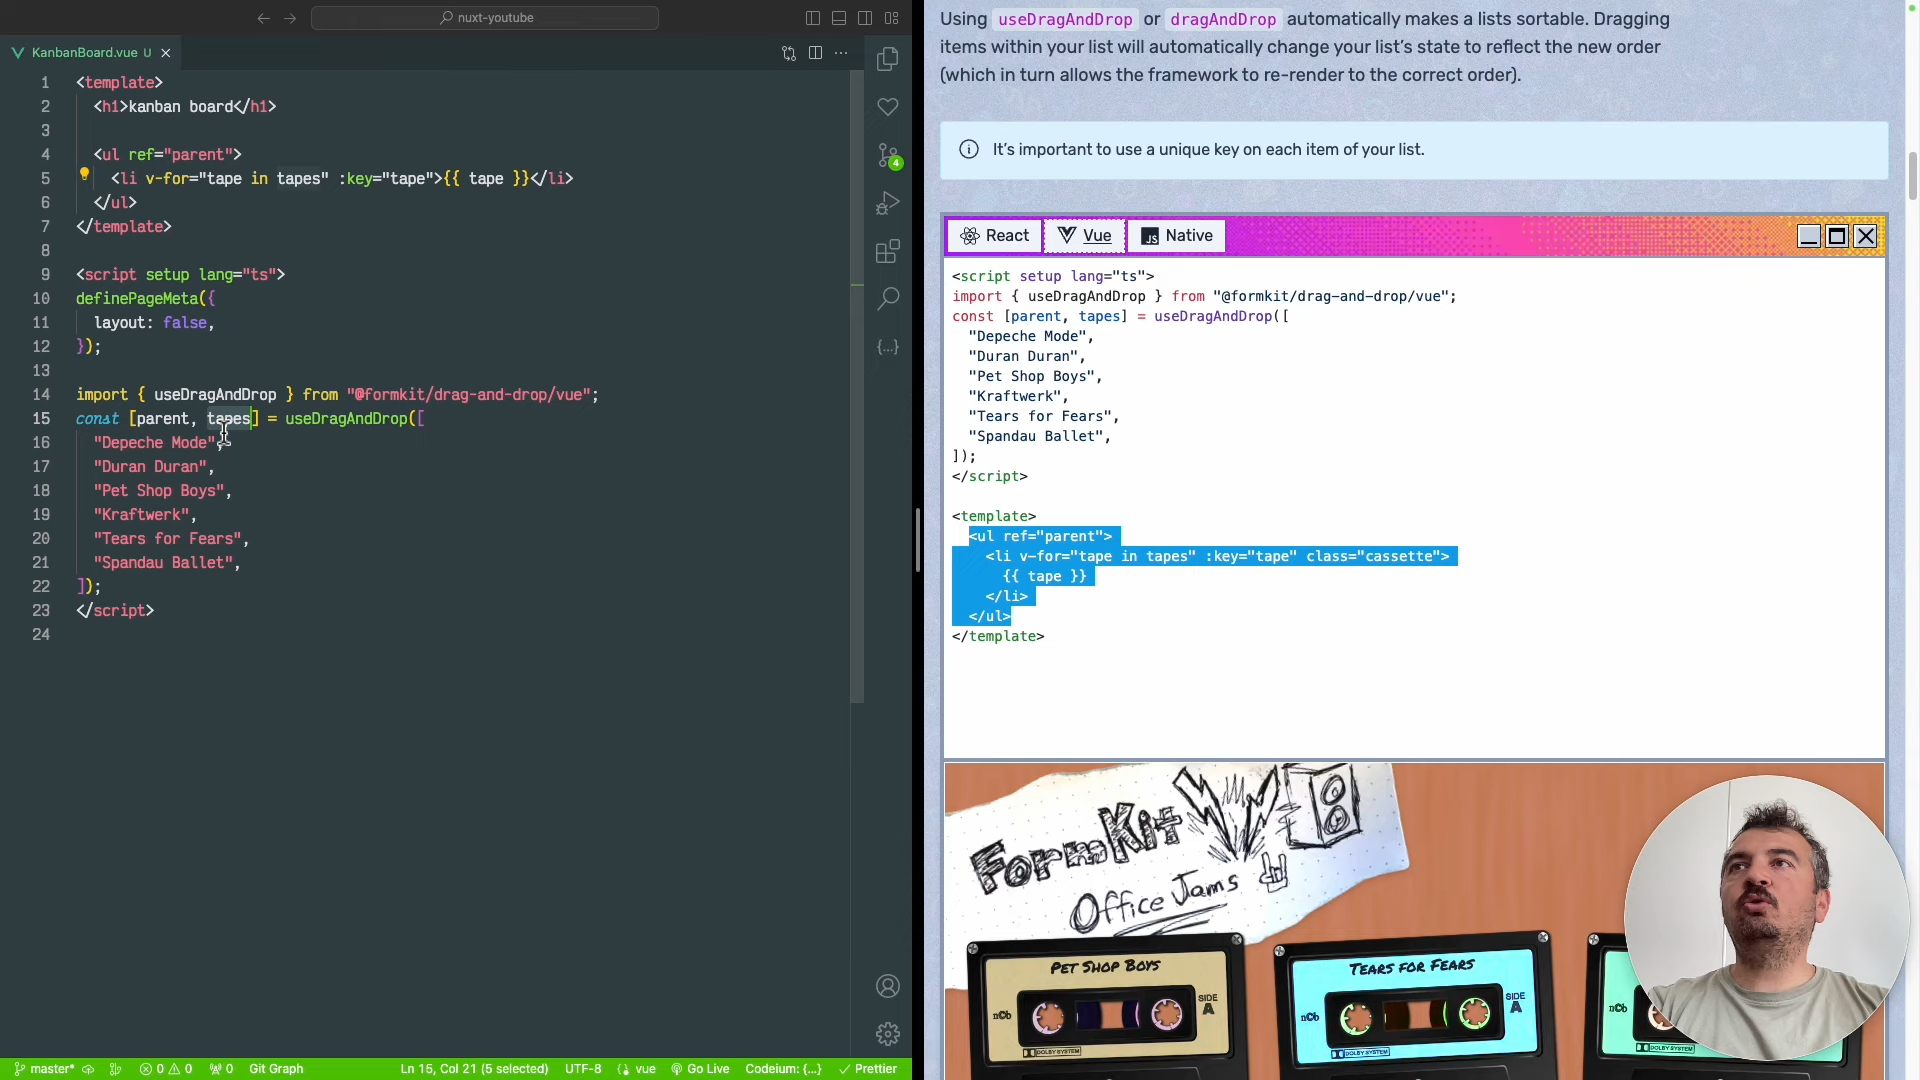 nuxt-youtube
KanbanBoard.vue U
1 <template>
2 <h1>kanban board</h1>
3
4 <ul ref="parent">
5 <li v-for="tape in tapes" :key="tape">{{ tape }}</li>
6 </ul>
7 </template>
8
9 <script setup lang="ts">
10 definePageMeta({
11 layout: false,
12 });
13
14 import { useDragAndDrop } from "@formkit/drag-and-drop/vue";
15 const [parent, tapes] = useDragAndDrop([
16 "Depeche Mode",
17 "Duran Duran",
18 "Pet Shop Boys",
19 "Kraftwerk",
20 "Tears for Fears",
21 "Spandau Ballet",
22 ]);
23 </script>
24
4
master* 0 0 0 Git Graph Ln 15, Col 21 (5 selected) UTF-8 vue Go Live Codeium: {...} Prettier
Using useDragAndDrop or dragAndDrop automatically makes a lists sortable. Dragging
items within your list will automatically change your list's state to reflect the new order
(which in turn allows the framework to re-render to the correct order).
It's important to use a unique key on each item of your list.
React Vue JS Native
<script setup lang="ts">
import { useDragAndDrop } from "@formkit/drag-and-drop/vue";
const [parent, tapes] = useDragAndDrop([
"Depeche Mode",
"Duran Duran",
"Pet Shop Boys",
"Kraftwerk",
"Tears for Fears",
"Spandau Ballet",
]);
</script>
<template>
<ul ref="parent">
<li v-for="tape in tapes" :key="tape" class="cassette">
{{ tape }}
</li>
</ul>
</template>
FormKit
Office Jams
PET SHOP BOYS
SIDE
A
DOLBY SYSTEM
TEARS FOR FEARS
SIDE
A
DOLBY SYSTEM
DOLBY SYSTEM